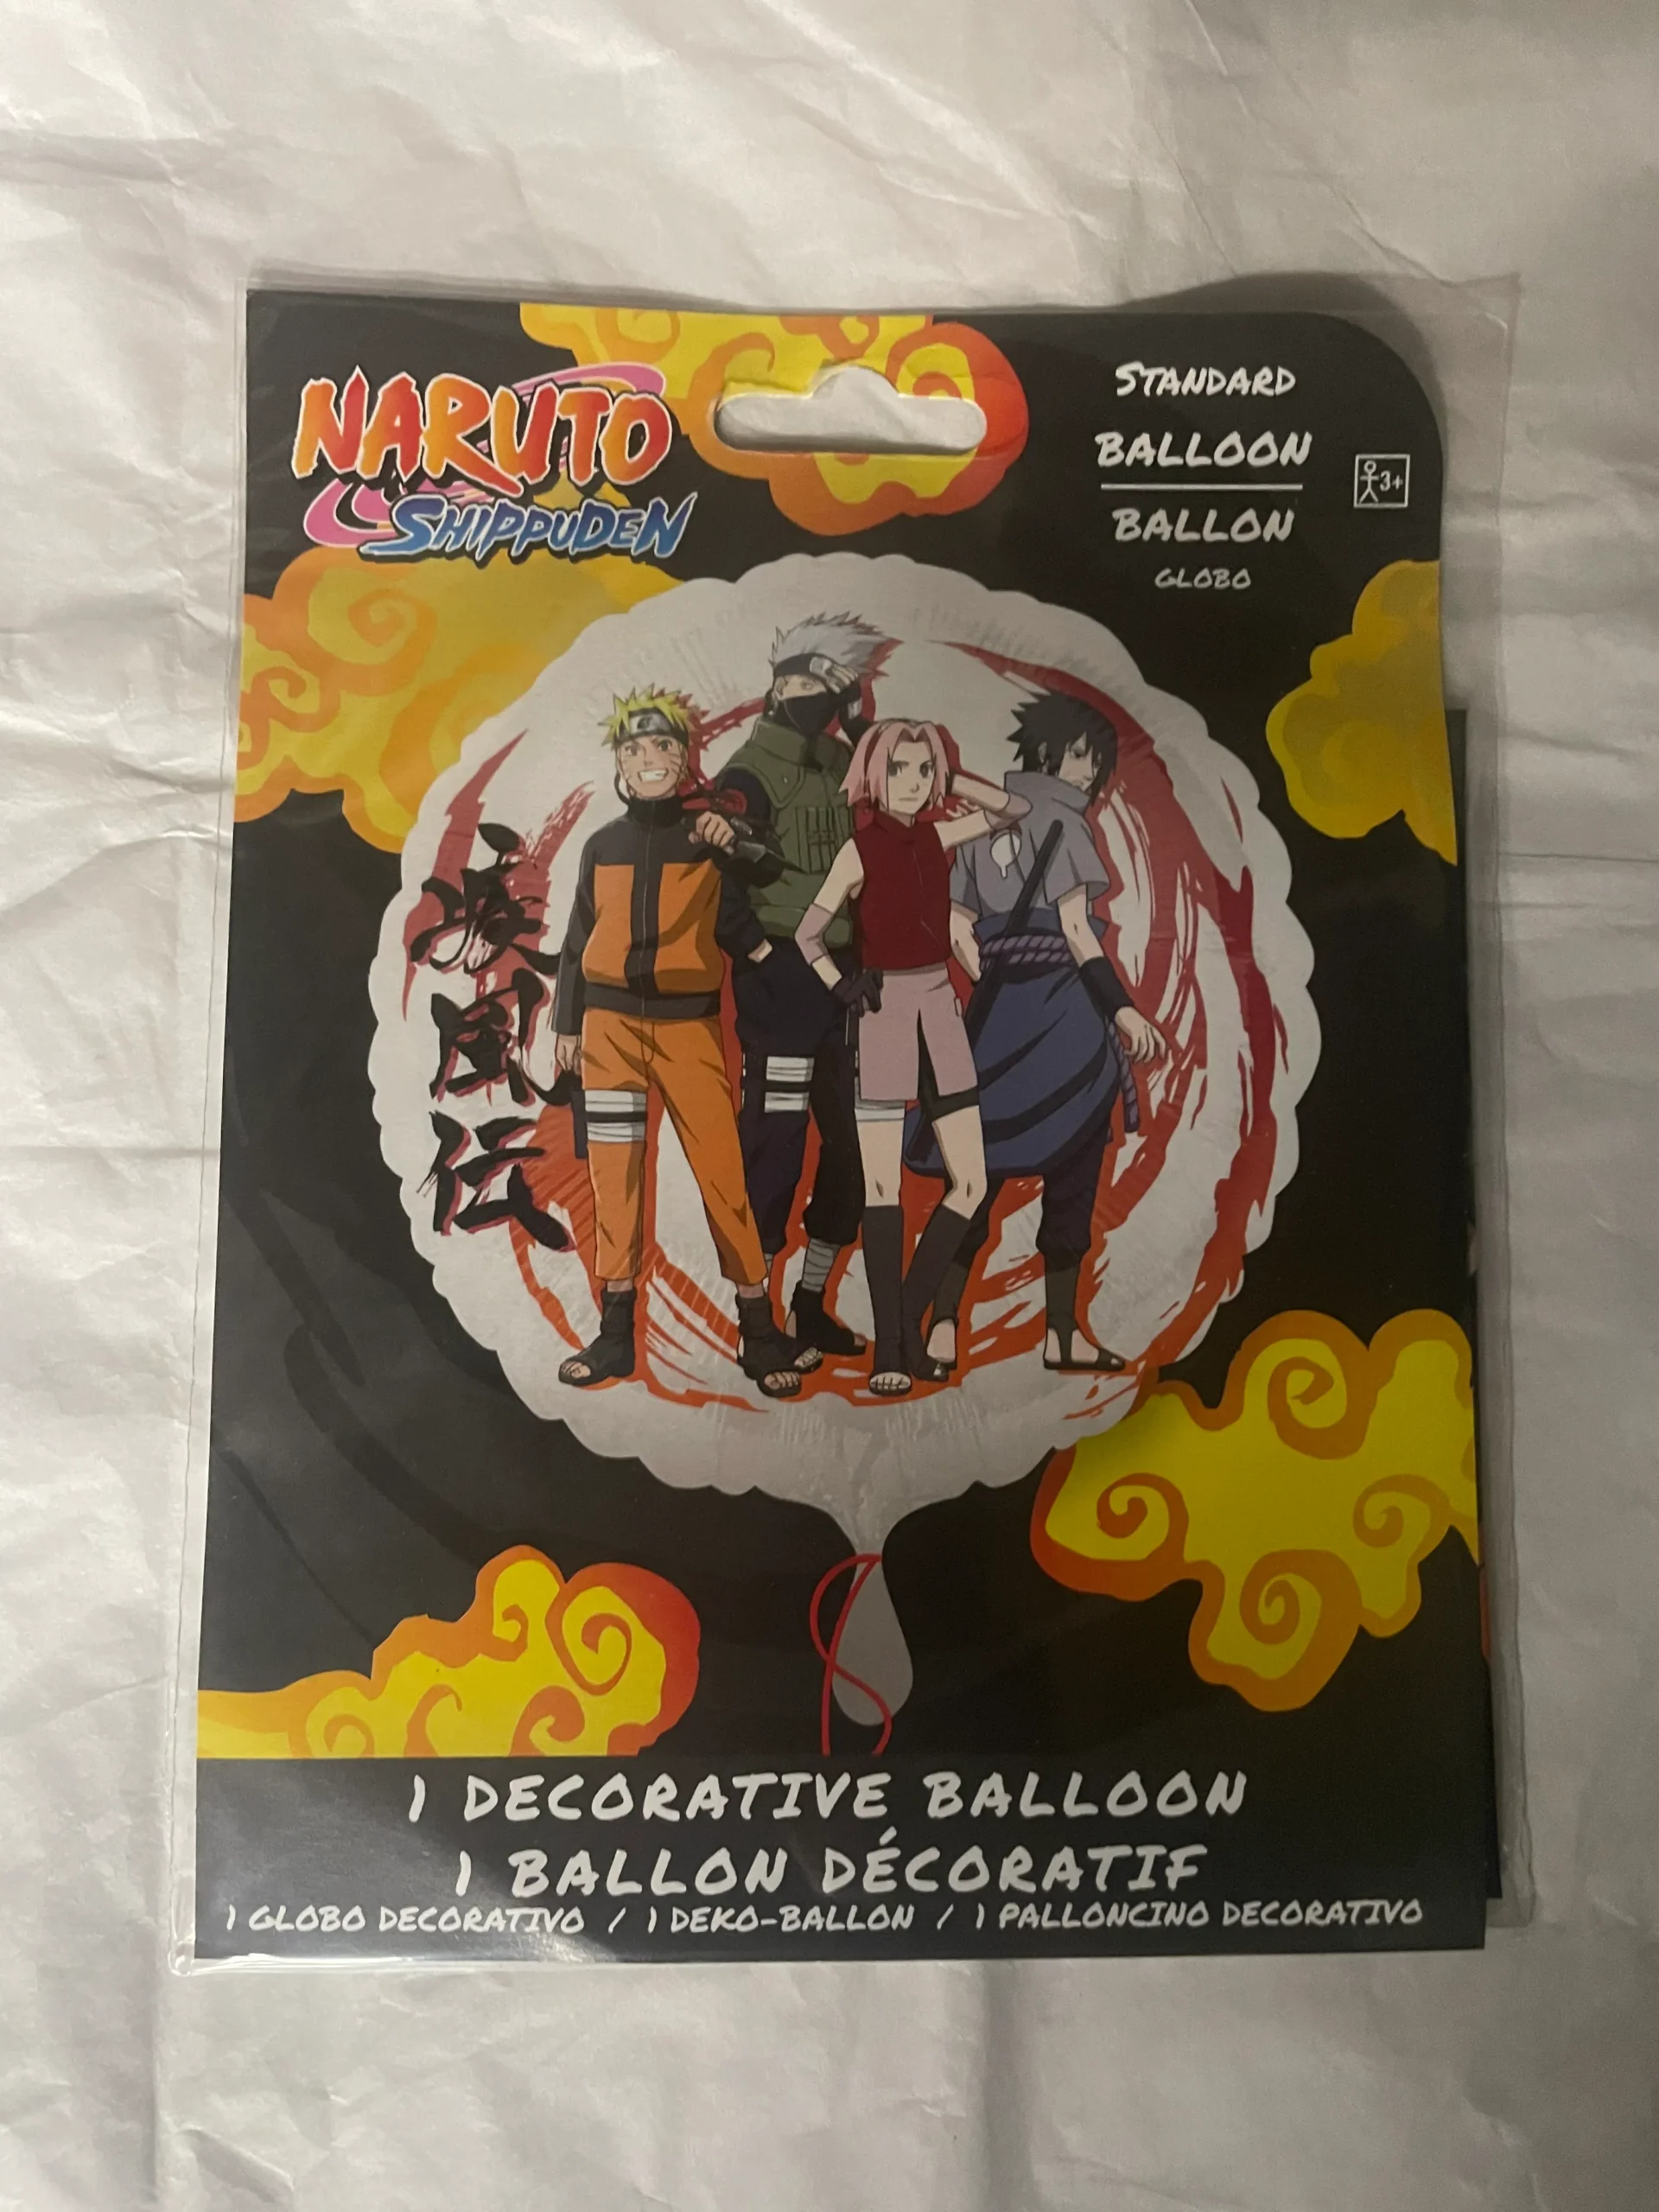 NARUTO
SHIPPUDEN
STANDARD
BALLOON
BALLON
GLOBO
3+
疾
風
伝
1 DECORATIVE BALLOON
1 BALLON DÉCORATIF
1 GLOBO DECORATIVO / 1 DEKO-BALLON / 1 PALLONCINO DECORATIVO